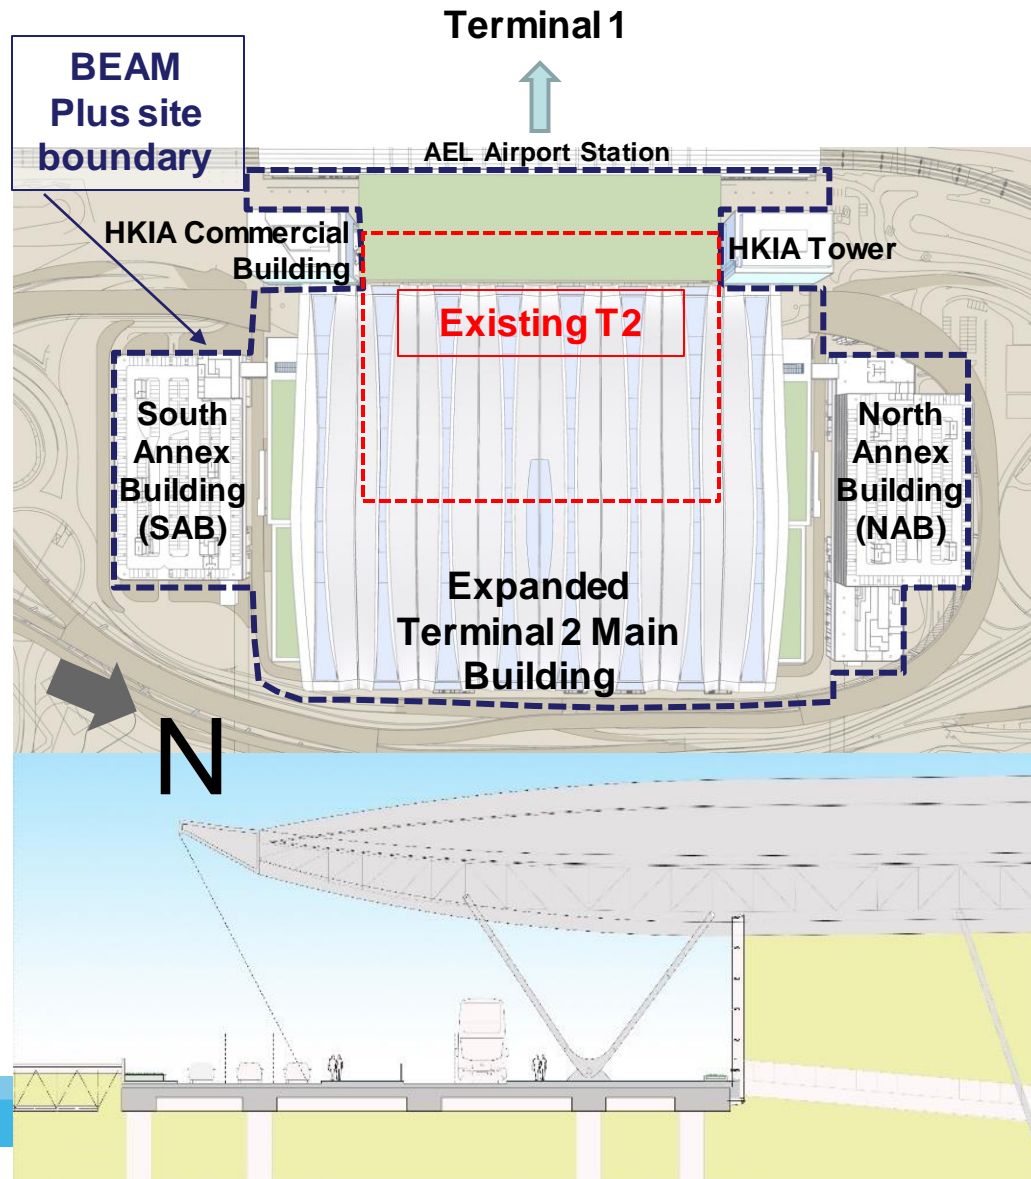 Terminal 1
BEAM
Plus site
boundary
AEL Airport Station
HKIA Commercial
Building
HKIA Tower
Existing T2
South
Annex
Building
(SAB)
North
Annex
Building
(NAB)
Expanded
Terminal 2 Main
Building
N